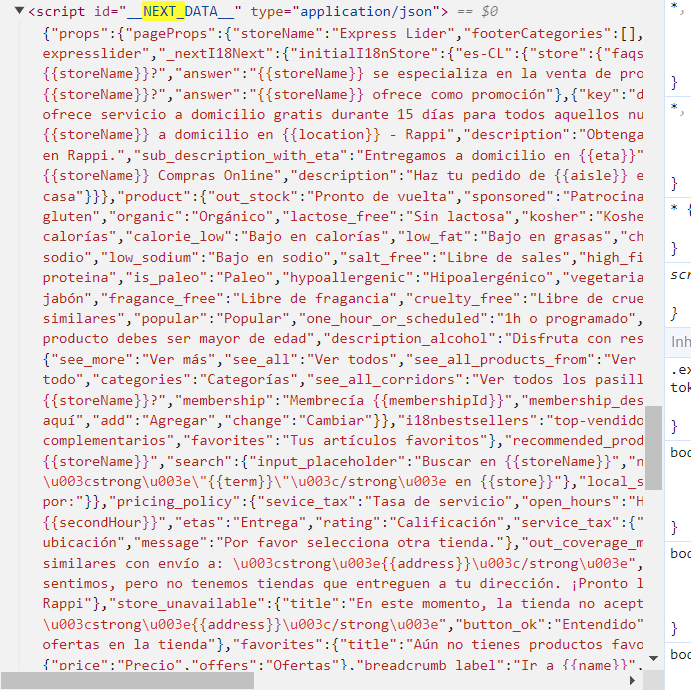 <script id="__NEXT_DATA__" type="application/json"> == $0
{"props":{"pageProps":{"storeName":"Express Lider","footerCategories":[],
expresslider","_nextI18Next":{"initialI18nStore":{"es-CL":{"store":{"faqs
{{storeName}}?","answer":"{{storeName}} se especializa en la venta de pro
{{storeName}}?","answer":"{{storeName}} ofrece como promoción"},{"key":"d
ofrece servicio a domicilio gratis durante 15 días para todos aquellos nu
{{storeName}} a domicilio en {{location}} - Rappi","description":"Obtenga
en Rappi.","sub_description_with_eta":"Entregamos a domicilio en {{eta}}"
{{storeName}} Compras Online","description":"Haz tu pedido de {{aisle}} e
casa"}}},"product":{"out_stock":"Pronto de vuelta","sponsored":"Patrocina
gluten","organic":"Orgánico","lactose_free":"Sin lactosa","kosher":"Koshe
calorías","calorie_low":"Bajo en calorías","low_fat":"Bajo en grasas","ch
sodio","low_sodium":"Bajo en sodio","salt_free":"Libre de sales","high_fi
proteina","is_paleo":"Paleo","hypoallergenic":"Hipoalergénico","vegetaria
jabón","fragance_free":"Libre de fragancia","cruelty_free":"Libre de crue
similares","popular":"Popular","one_hour_or_scheduled":"1h o programado",
producto debes ser mayor de edad","description_alcohol":"Disfruta con res
{"see_more":"Ver más","see_all":"Ver todos","see_all_products_from":"Ver
todo","categories":"Categorías","see_all_corridors":"Ver todos los pasill
{{storeName}}?","membership":"Membrecía {{membershipId}}","membership_des
aquí","add":"Agregar","change":"Cambiar"}},"i18nbestsellers":"top-vendido
complementarios","favorites":"Tus artículos favoritos"},"recommended_prod
{{storeName}}","search":{"input_placeholder":"Buscar en {{storeName}}","n
\u003cstrong\u003e\"{{term}}\"\u003c/strong\u003e en {{store}}"},"local_s
por:"}},"pricing_policy":{"sevice_tax":"Tasa de servicio","open_hours":"H
{{secondHour}}","etas":"Entrega","rating":"Calificación","service_tax":{"
ubicación","message":"Por favor selecciona otra tienda."},"out_coverage_m
similares con envío a: \u003cstrong\u003e{{address}}\u003c/strong\u003e",
sentimos, pero no tenemos tiendas que entreguen a tu dirección. ¡Pronto l
Rappi"},"store_unavailable":{"title":"En este momento, la tienda no acept
\u003cstrong\u003e{{address}}\u003c/strong\u003e","button_ok":"Entendido"
ofertas en la tienda"},"favorites":{"title":"Aún no tienes productos favo
{"price":"Precio","offers":"Ofertas"},"breadcrumb_label":"Ir a {{name}}",
*,
}
*,
}
* {
}
scr
}
Inh
.ex
tok
}
bod
}
bod
}
bod